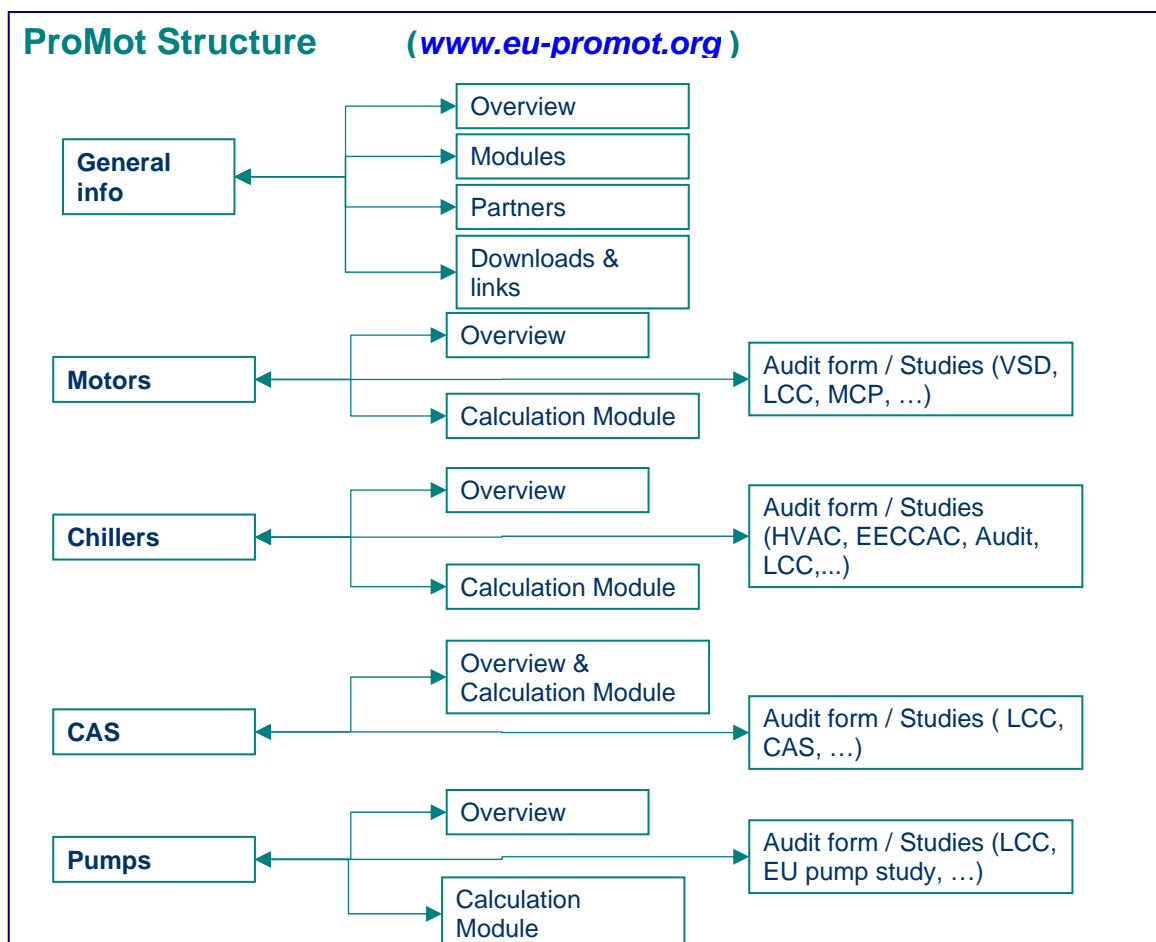 ProMot Structure (www.eu-promot.org )
Overview
General
info
Modules
Partners
Downloads &
links
Overview
Motors
Audit form / Studies (VSD,
LCC, MCP, …)
Calculation Module
Overview
Chillers
Audit form / Studies
(HVAC, EECCAC, Audit,
LCC,...)
Calculation Module
Overview &
Calculation Module
CAS
Audit form / Studies ( LCC,
CAS, …)
Overview
Pumps
Audit form / Studies (LCC,
EU pump study, …)
Calculation
Module